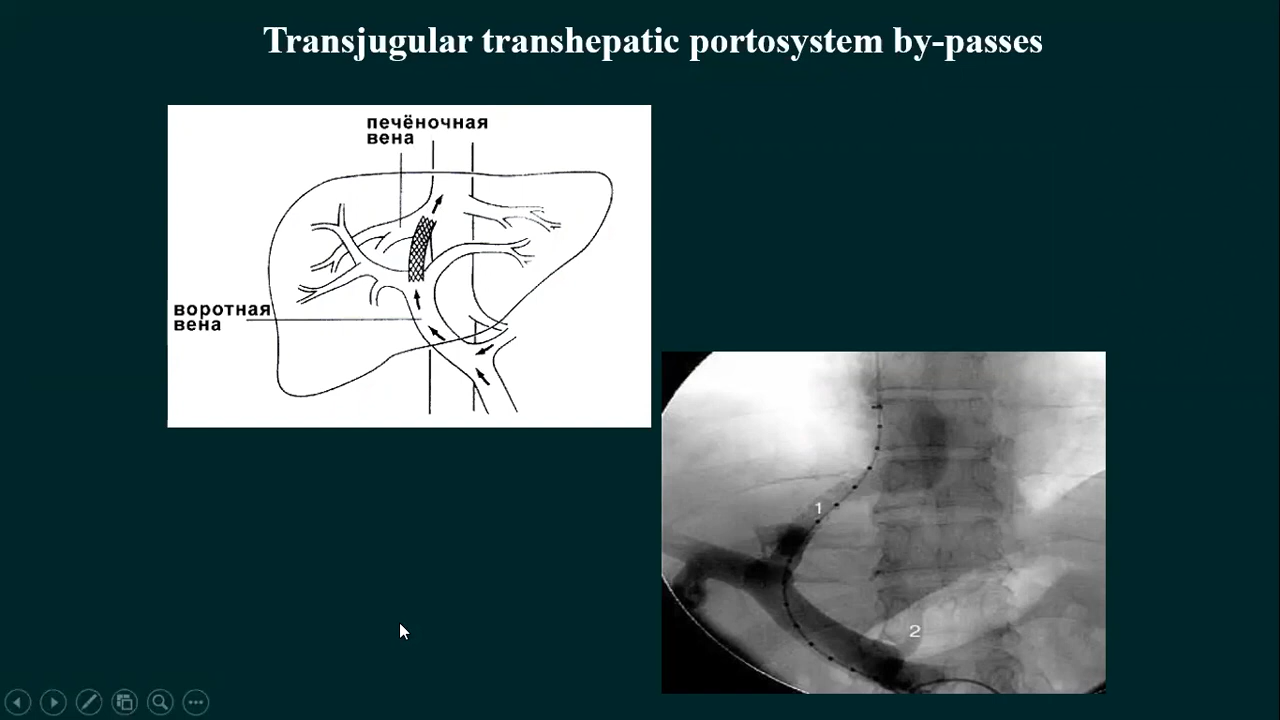 Transjugular transhepatic portosystem by-passes
печёночная
вена
воротная
вена
1
2